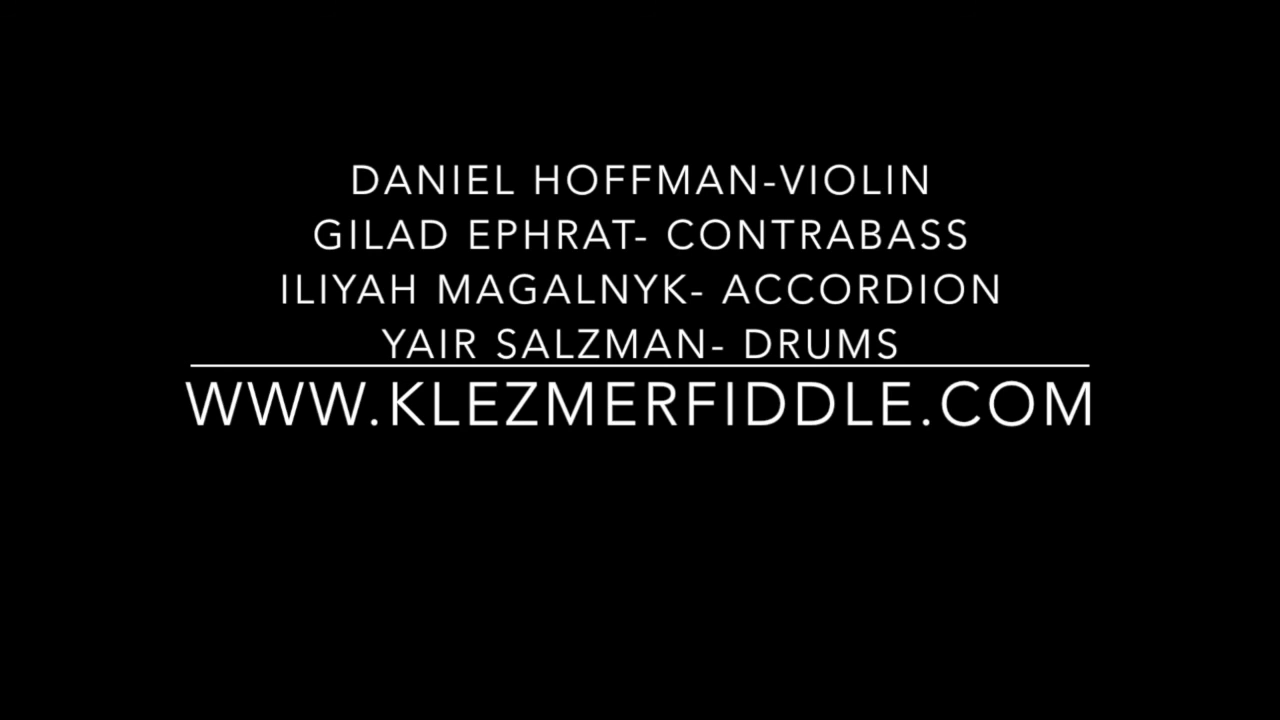 DANIEL HOFFMAN-VIOLIN
GILAD EPHRAT- CONTRABASS
ILIYAH MAGALNYK- ACCORDION
YAIR SALZMAN- DRUMS
WWW.KLEZMERFIDDLE.COM